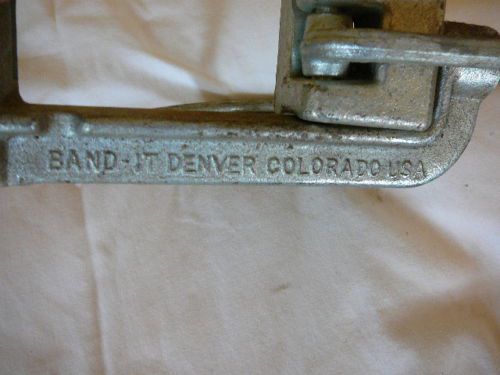 BAND-IT DENVER COLORADO USA